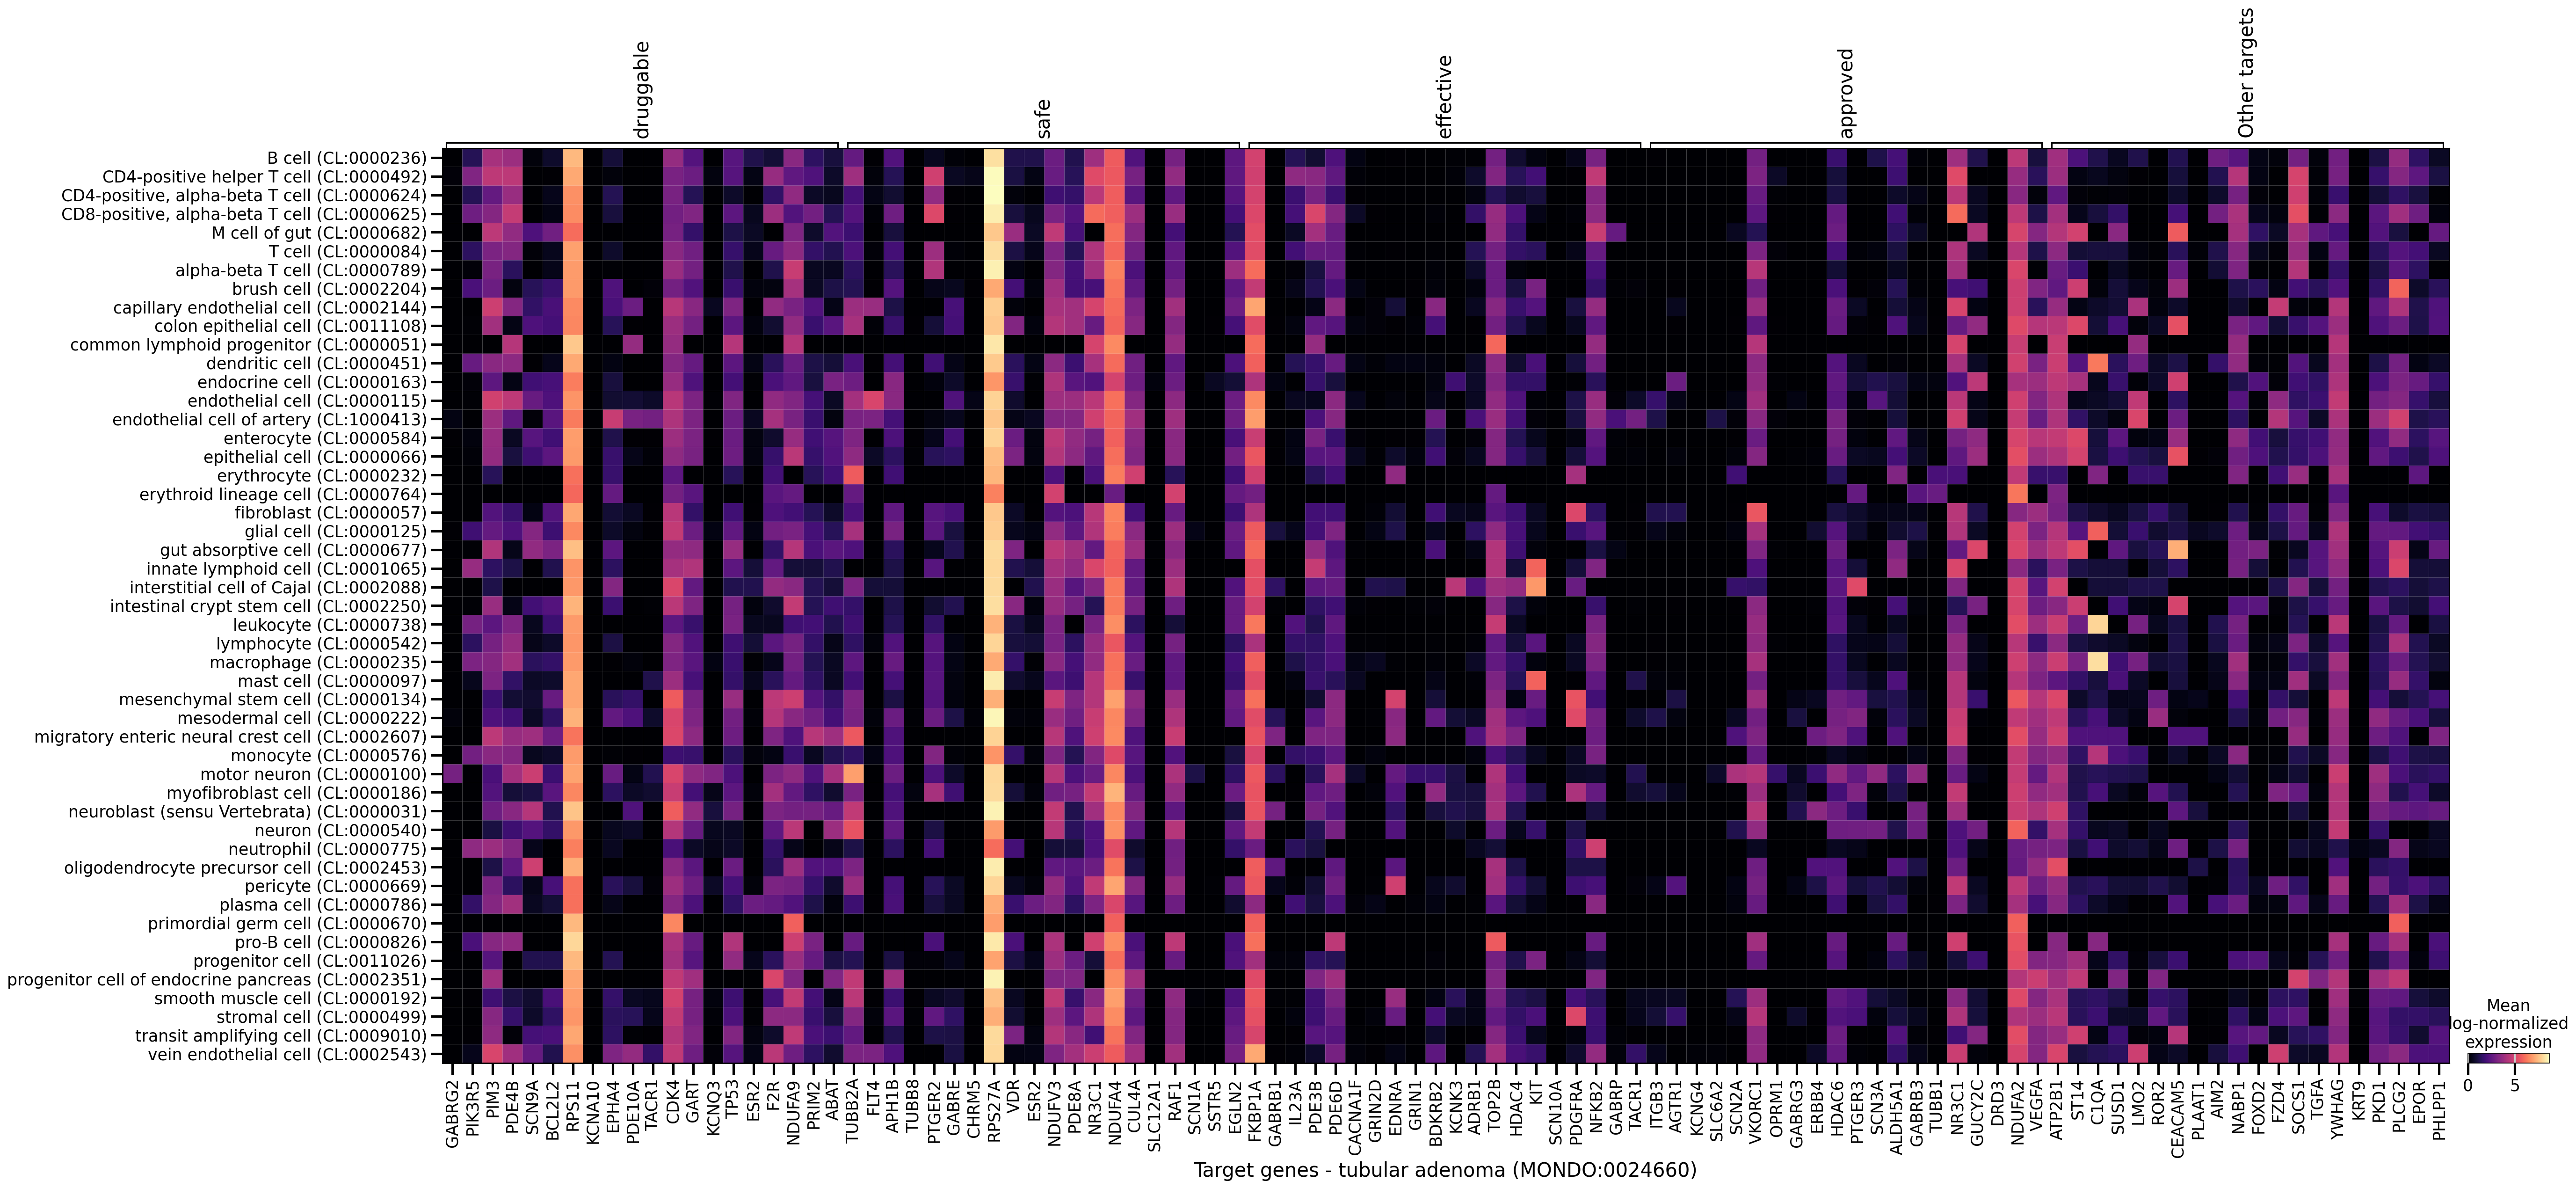 druggable
safe
effective
approved
Other targets
B cell (CL:0000236)
CD4-positive helper T cell (CL:0000492)
CD4-positive, alpha-beta T cell (CL:0000624)
CD8-positive, alpha-beta T cell (CL:0000625)
M cell of gut (CL:0000682)
T cell (CL:0000084)
alpha-beta T cell (CL:0000789)
brush cell (CL:0002204)
capillary endothelial cell (CL:0002144)
colon epithelial cell (CL:0011108)
common lymphoid progenitor (CL:0000051)
dendritic cell (CL:0000451)
endocrine cell (CL:0000163)
endothelial cell (CL:0000115)
endothelial cell of artery (CL:1000413)
enterocyte (CL:0000584)
epithelial cell (CL:0000066)
erythrocyte (CL:0000232)
erythroid lineage cell (CL:0000764)
fibroblast (CL:0000057)
glial cell (CL:0000125)
gut absorptive cell (CL:0000677)
innate lymphoid cell (CL:0001065)
interstitial cell of Cajal (CL:0002088)
intestinal crypt stem cell (CL:0002250)
leukocyte (CL:0000738)
lymphocyte (CL:0000542)
macrophage (CL:0000235)
mast cell (CL:0000097)
mesenchymal stem cell (CL:0000134)
mesodermal cell (CL:0000222)
migratory enteric neural crest cell (CL:0002607)
monocyte (CL:0000576)
motor neuron (CL:0000100)
myofibroblast cell (CL:0000186)
neuroblast (sensu Vertebrata) (CL:0000031)
neuron (CL:0000540)
neutrophil (CL:0000775)
oligodendrocyte precursor cell (CL:0002453)
pericyte (CL:0000669)
plasma cell (CL:0000786)
primordial germ cell (CL:0000670)
pro-B cell (CL:0000826)
progenitor cell (CL:0011026)
progenitor cell of endocrine pancreas (CL:0002351)
smooth muscle cell (CL:0000192)
stromal cell (CL:0000499)
transit amplifying cell (CL:0009010)
vein endothelial cell (CL:0002543)
GABRG2
PIK3R5
PIM3
PDE4B
SCN9A
BCL2L2
RPS11
KCNA10
EPHA4
PDE10A
TACR1
CDK4
GART
KCNQ3
TP53
ESR2
F2R
NDUFA9
PRIM2
ABAT
TUBB2A
FLT4
APH1B
TUBB8
PTGER2
GABRE
CHRM5
RPS27A
VDR
ESR2
NDUFV3
PDE8A
NR3C1
NDUFA4
CUL4A
SLC12A1
RAF1
SCN1A
SSTR5
EGLN2
FKBP1A
GABRB1
IL23A
PDE3B
PDE6D
CACNA1F
GRIN2D
EDNRA
GRIN1
BDKRB2
KCNK3
ADRB1
TOP2B
HDAC4
KIT
SCN10A
PDGFRA
NFKB2
GABRP
TACR1
ITGB3
AGTR1
KCNG4
SLC6A2
SCN2A
VKORC1
OPRM1
GABRG3
ERBB4
HDAC6
PTGER3
SCN3A
ALDH5A1
GABRB3
TUBB1
NR3C1
GUCY2C
DRD3
NDUFA2
VEGFA
ATP2B1
ST14
C1QA
SUSD1
LMO2
ROR2
CEACAM5
PLAAT1
AIM2
NABP1
FOXD2
FZD4
SOCS1
TGFA
YWHAG
KRT9
PKD1
PLCG2
EPOR
PHLPP1
Target genes - tubular adenoma (MONDO:0024660)
Mean
log-normalized
expression
0 5